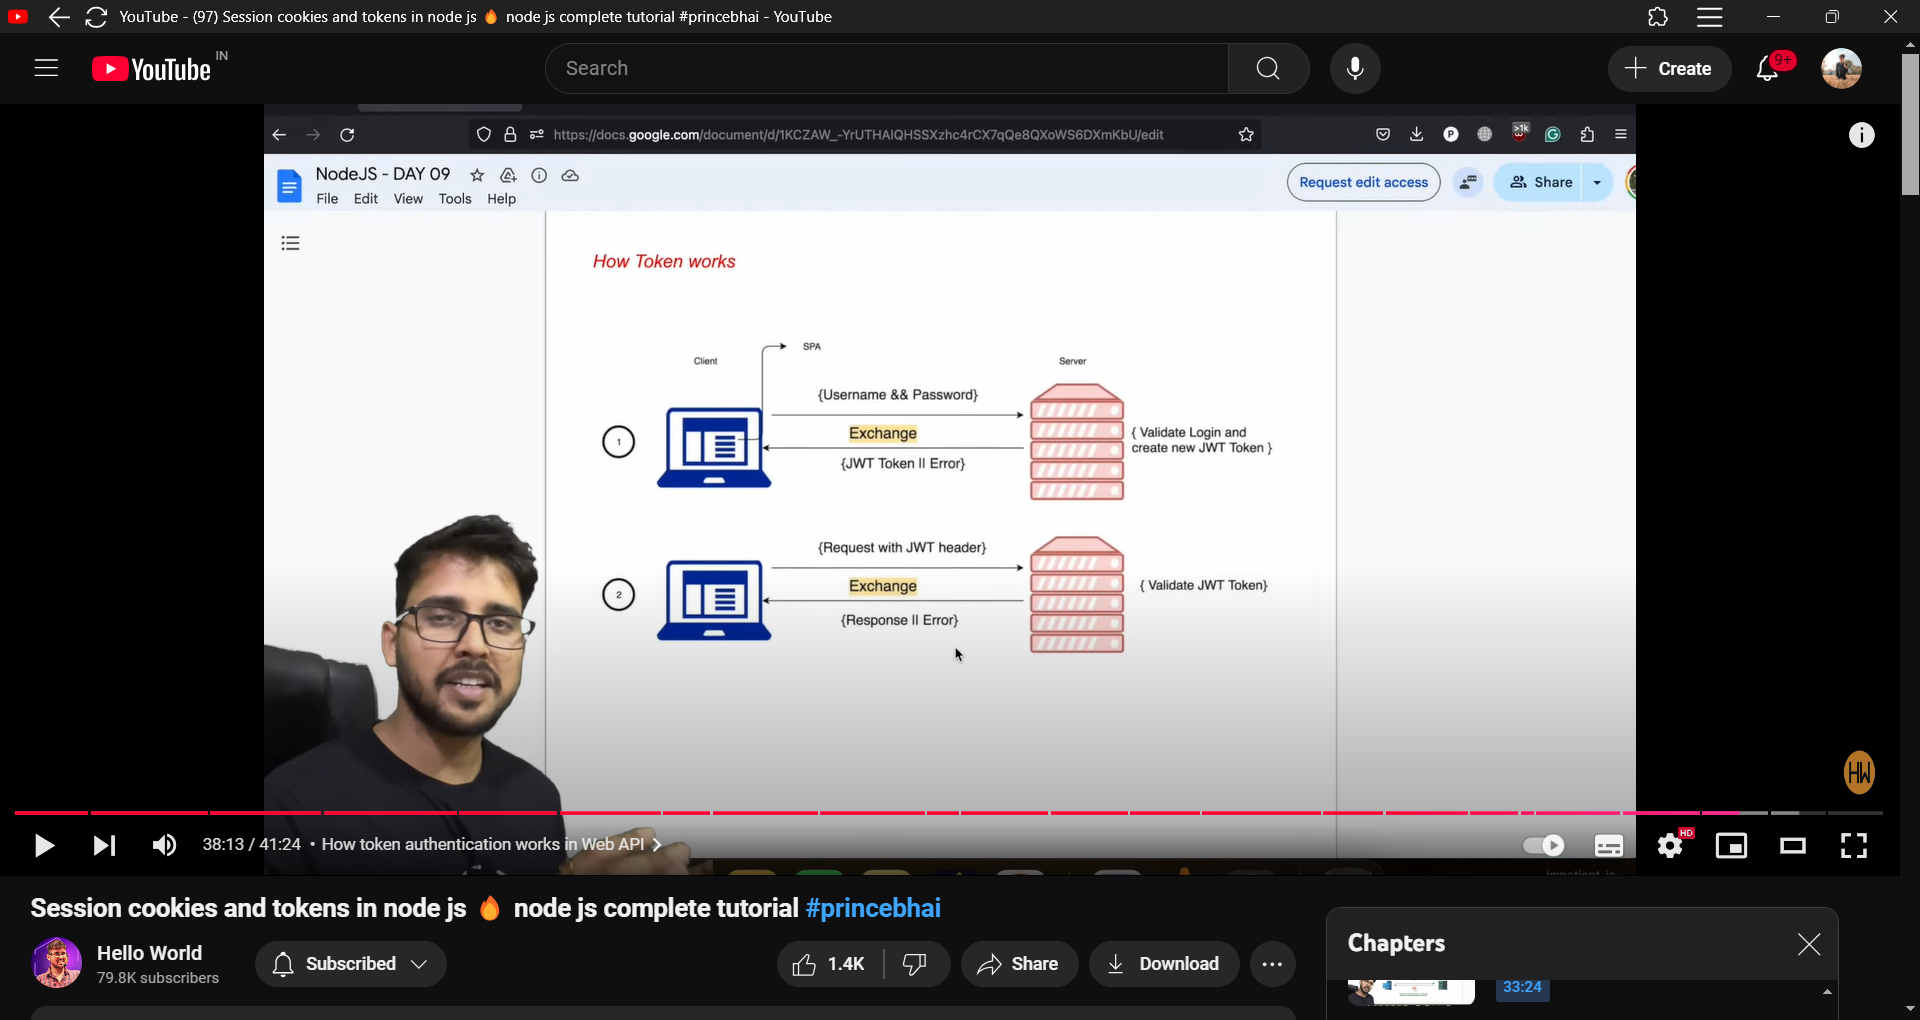 YouTube - (97) Session cookies and tokens in node js 🔥 node js complete tutorial #princebhai - YouTube
YouTube IN
Search
Create
9+
https://docs.google.com/document/d/1KCZAW_-YrUTHAIQHSSXzhc4rCX7qQe8QXoWS6DXmKbU/edit
>1k
NodeJS - DAY 09
File Edit View Tools Help
Request edit access
Share
How Token works
SPA
Client
Server
{Username && Password}
Exchange
{JWT Token || Error}
1
{ Validate Login and
create new JWT Token }
{Request with JWT header}
Exchange
{Response || Error}
2
{ Validate JWT Token}
HW
38:13 / 41:24 • How token authentication works in Web API
HD
Session cookies and tokens in node js 🔥 node js complete tutorial #princebhai
Hello World
79.8K subscribers
Subscribed
1.4K
Share
Download
Chapters
33:24